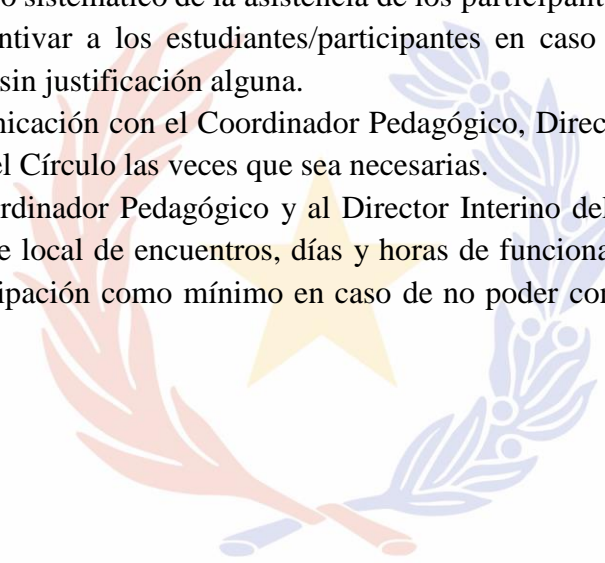 o sistemático de la asistencia de los participant
ntivar a los estudiantes/participantes en caso
sin justificación alguna.
nicación con el Coordinador Pedagógico, Direc
el Círculo las veces que sea necesarias.
rdinador Pedagógico y al Director Interino del
e local de encuentros, días y horas de funciona
ipación como mínimo en caso de no poder con